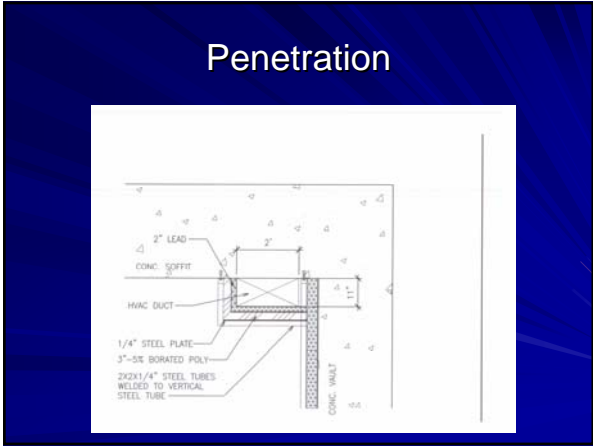 Penetration
2" LEAD
2'
CONC. SOFFIT
11"
HVAC DUCT
1/4" STEEL PLATE
3"-5% BORATED POLY
2X2X1/4" STEEL TUBES
WELDED TO VERTICAL
STEEL TUBE
CONC. VAULT